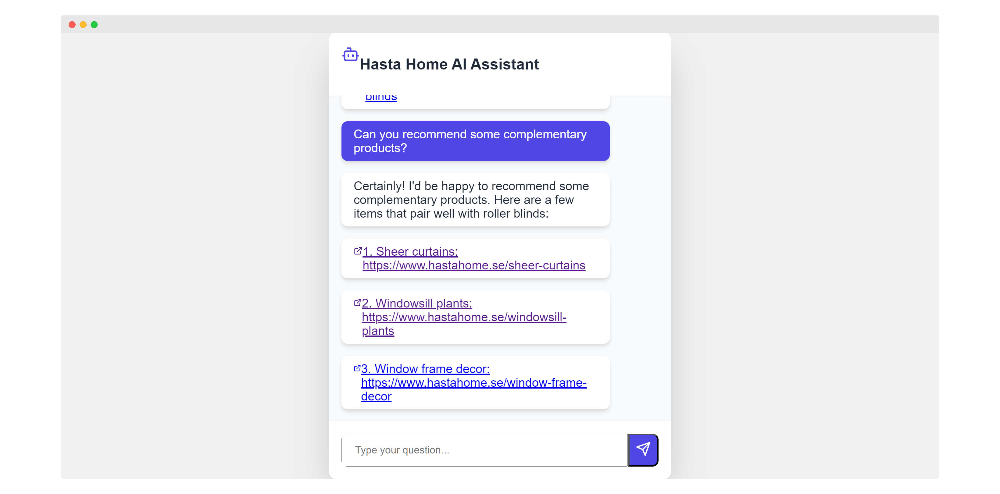 Hasta Home AI Assistant
blinds
Can you recommend some complementary
products?
Certainly! I'd be happy to recommend some
complementary products. Here are a few
items that pair well with roller blinds:
1. Sheer curtains:
https://www.hastahome.se/sheer-curtains
2. Windowsill plants:
https://www.hastahome.se/windowsill-
plants
3. Window frame decor:
https://www.hastahome.se/window-frame-
decor
Type your question...